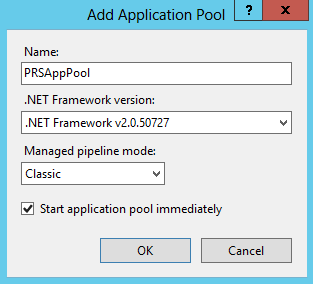 Add Application Pool
?
Name:
PRSAppPool
.NET Framework version:
.NET Framework v2.0.50727
Managed pipeline mode:
Classic
Start application pool immediately
OK Cancel